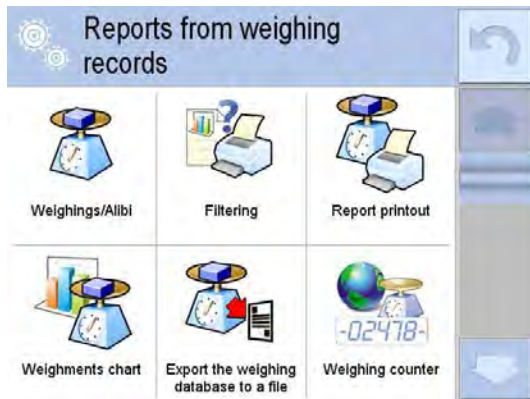 Reports from weighing
records
Weighings/Alibi
Filtering
Report printout
-02478-
Weighments chart
Export the weighing
database to a file
Weighing counter